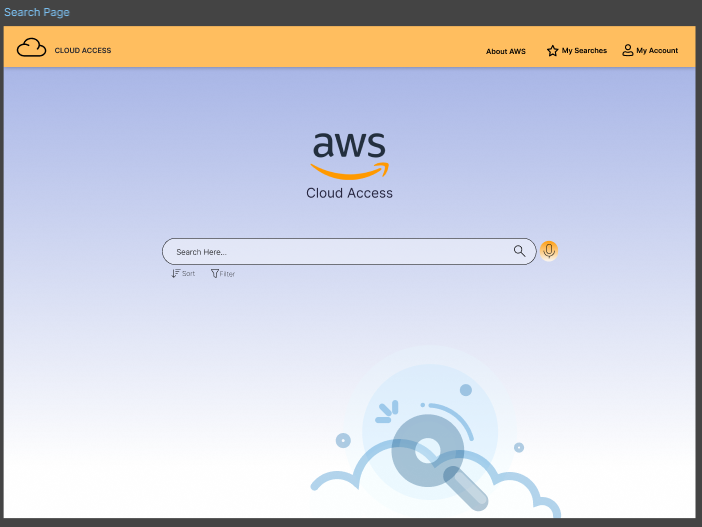 Search Page
CLOUD ACCESS
About AWS
My Searches
My Account
aws
Cloud Access
Search Here...
Sort
Filter